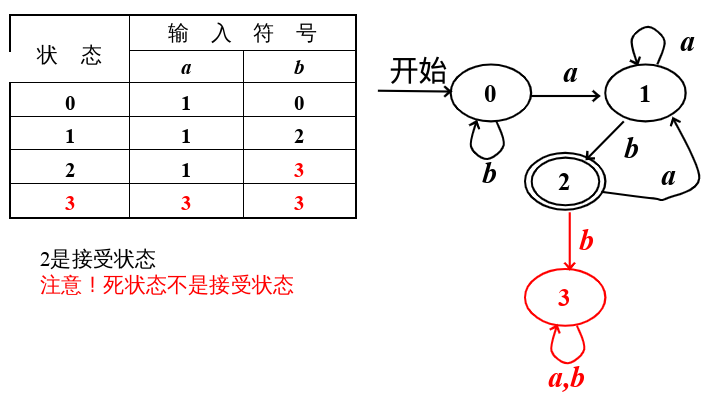 状 态 输 入 符 号
a b
0 1 0
1 1 2
2 1 3
3 3 3
2是接受状态
注意！死状态不是接受状态
开始
0
a
1
a
b
b
2
a
b
3
a,b